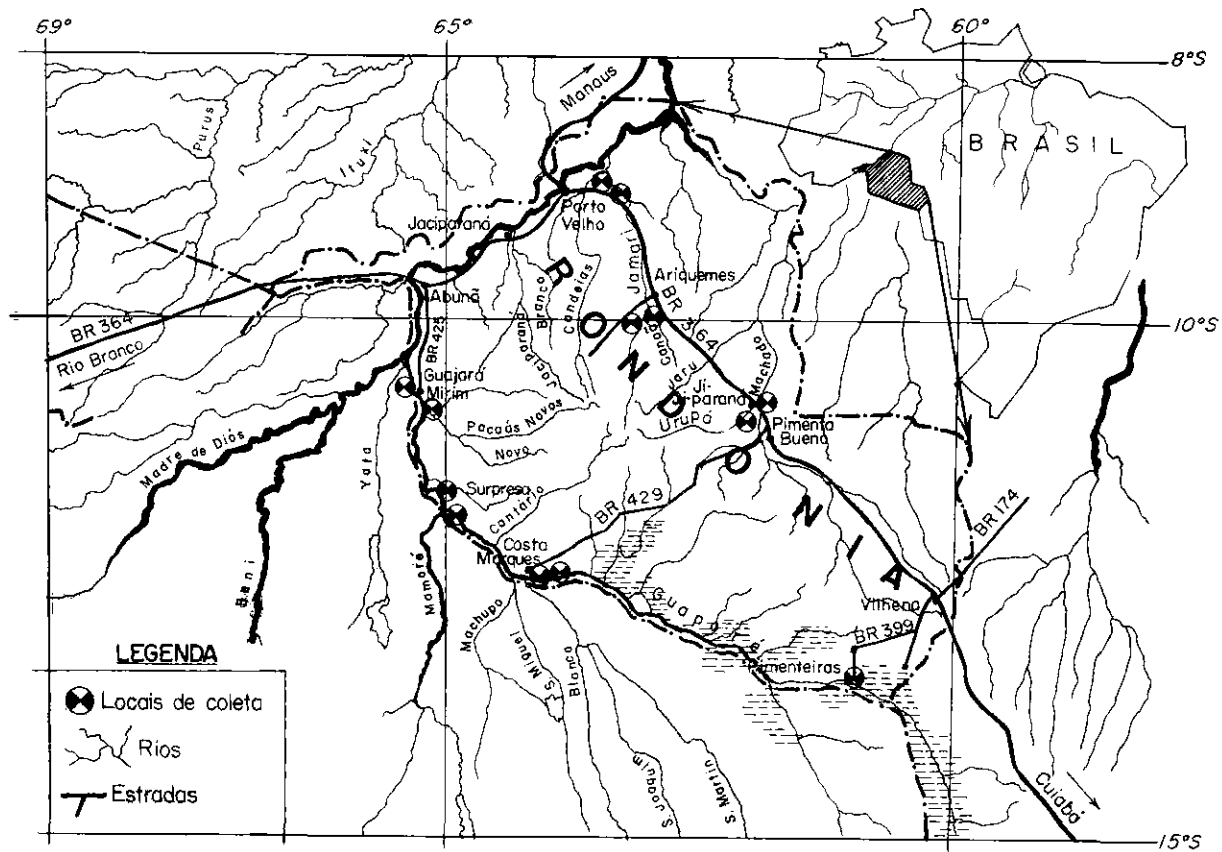 69°
65°
60°
8°S
Manaus
Purus
Ituxi
BRASIL
Jaciparaná
Porto
Velho
Jamari
Ariquemes
RONDONIA
Branco
Candeias
Jaciparaná
Abunã
BR 364
BR 364
10°S
Rio Branco
BR 425
Canaã
Machado
Jaru
Guajará
Mirim
Ji-paraná
Urupá
Pimenta
Bueno
Pacaás Novos
Novo
Madre de Diós
Yata
Surpresa
Cantário
BR 429
BR 174
Costa
Marques
Beni
Mamoré
Machupo
Guaporé
Vilhena
BR 399
S. Miguel
Blanco
Pimenteiras
S. Joaquim
S. Martin
Cuiabá
15°S
LEGENDA
Locais de coleta
Rios
Estradas